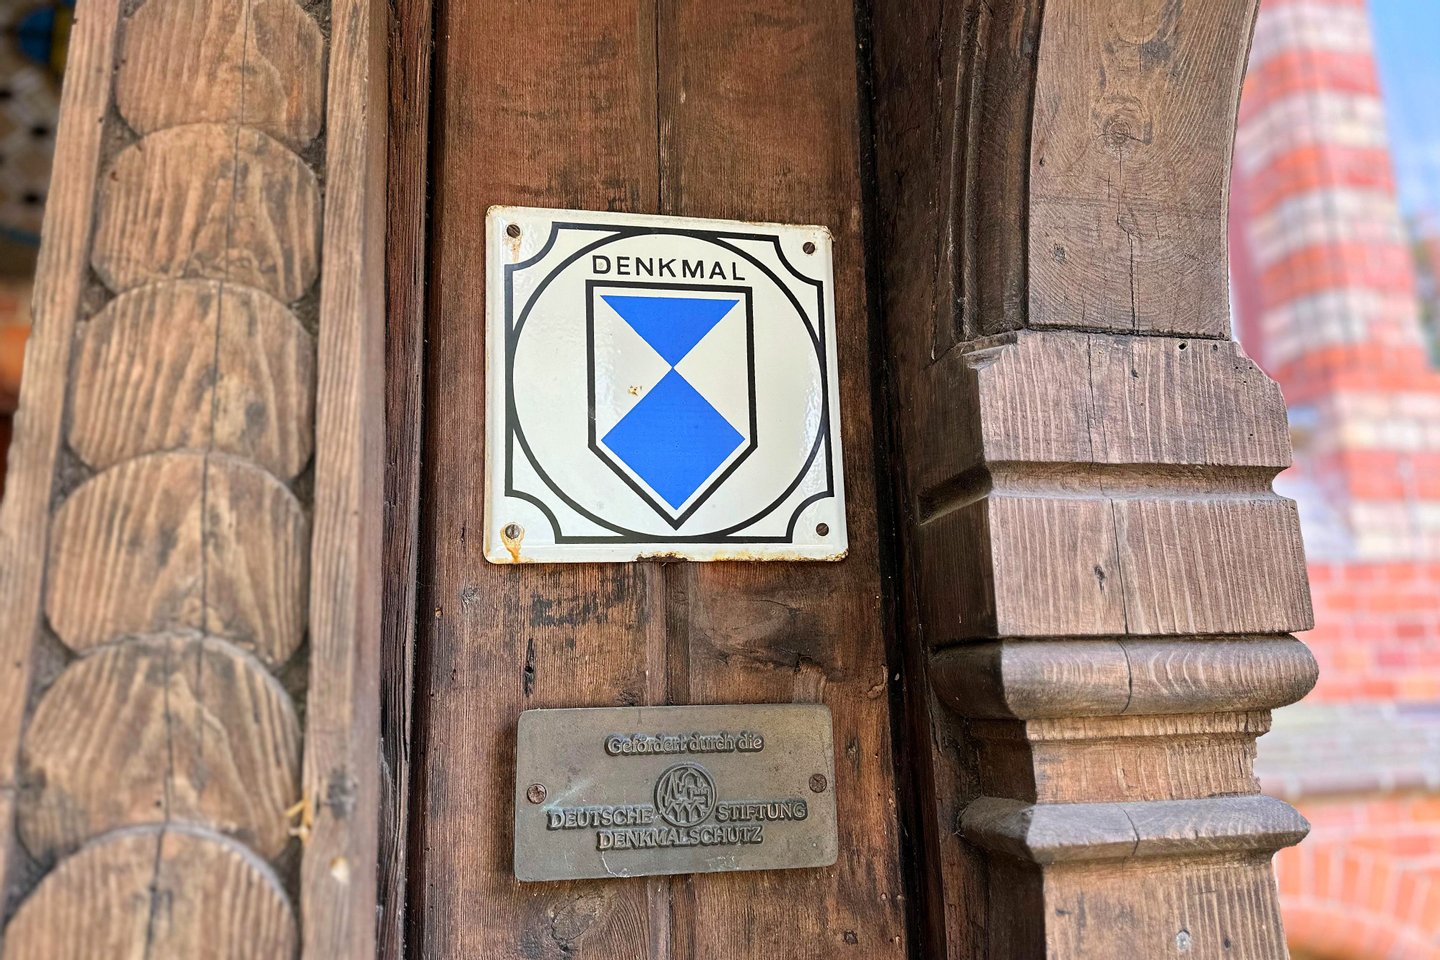 DENKMAL
Gefördert durch die
DEUTSCHE STIFTUNG
DENKMALSCHUTZ